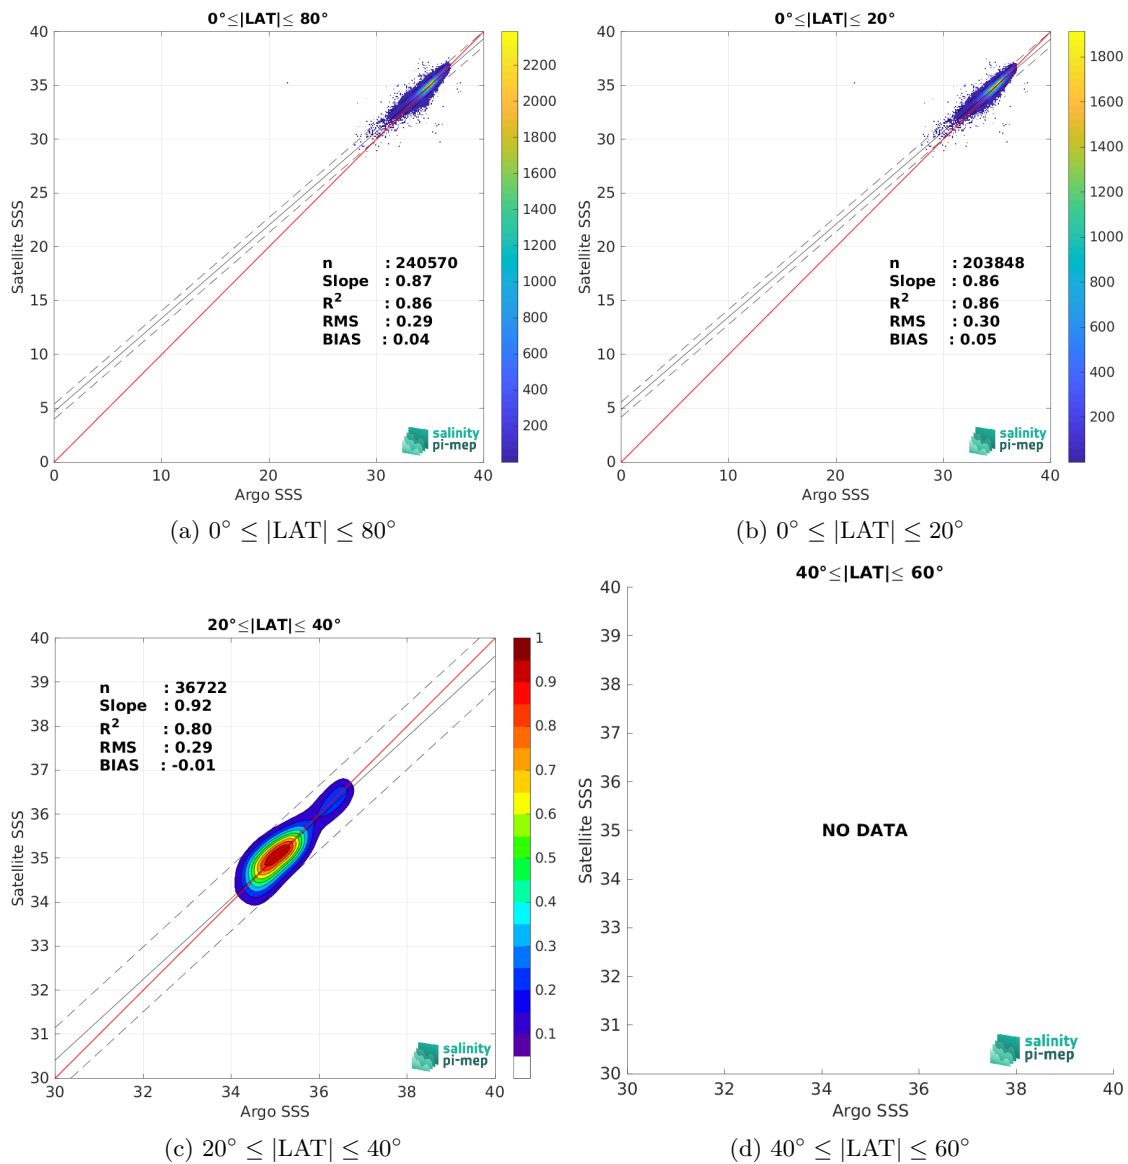 0°≤|LAT|≤ 80°
40
35
30
25
20
15
10
5
0
0
10
20
30
40
Satellite SSS
Argo SSS
n : 240570
Slope : 0.87
R² : 0.86
RMS : 0.29
BIAS : 0.04
salinity
pi-mep
2200
2000
1800
1600
1400
1200
1000
800
600
400
200
(a) 0° ≤ |LAT| ≤ 80°
0°≤|LAT|≤ 20°
40
35
30
25
20
15
10
5
0
0
10
20
30
40
Satellite SSS
Argo SSS
n : 203848
Slope : 0.86
R² : 0.86
RMS : 0.30
BIAS : 0.05
salinity
pi-mep
1800
1600
1400
1200
1000
800
600
400
200
(b) 0° ≤ |LAT| ≤ 20°
20°≤|LAT|≤ 40°
40
39
38
37
36
35
34
33
32
31
30
30
32
34
36
38
40
Satellite SSS
Argo SSS
n : 36722
Slope : 0.92
R² : 0.80
RMS : 0.29
BIAS : -0.01
salinity
pi-mep
1
0.9
0.8
0.7
0.6
0.5
0.4
0.3
0.2
0.1
(c) 20° ≤ |LAT| ≤ 40°
40°≤|LAT|≤ 60°
40
39
38
37
36
35
34
33
32
31
30
30
32
34
36
38
40
Satellite SSS
Argo SSS
NO DATA
salinity
pi-mep
(d) 40° ≤ |LAT| ≤ 60°